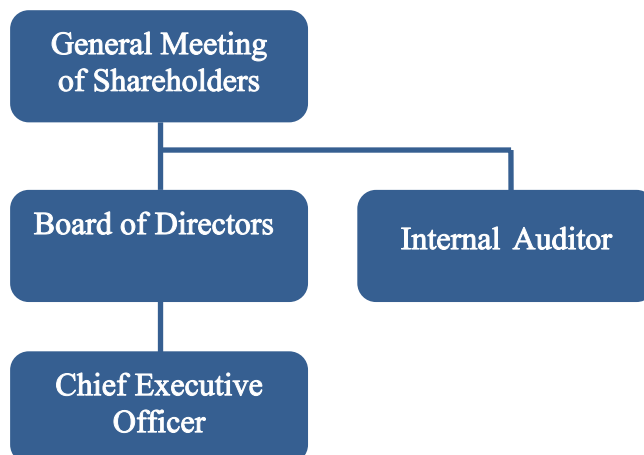 General Meeting
of Shareholders
Board of Directors
Internal Auditor
Chief Executive
Officer